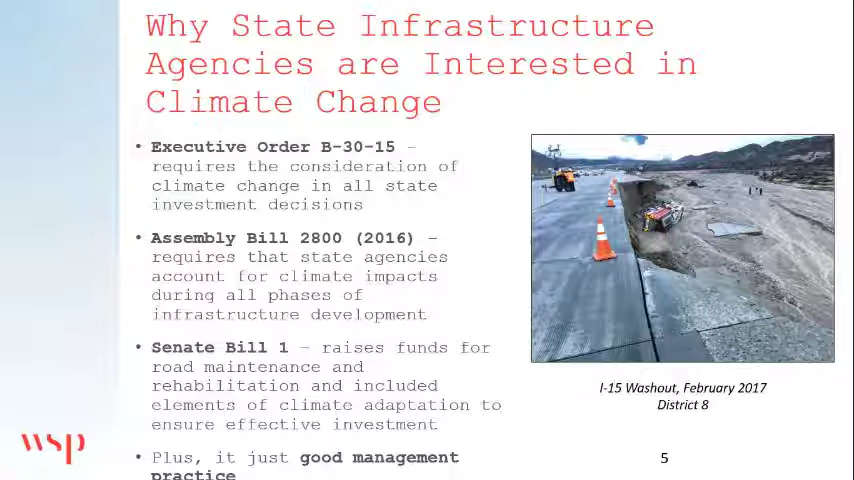 Why State Infrastructure
Agencies are Interested in
Climate Change
• Executive Order B-30-15 –
requires the consideration of
climate change in all state
investment decisions
• Assembly Bill 2800 (2016) –
requires that state agencies
account for climate impacts
during all phases of
infrastructure development
• Senate Bill 1 – raises funds for
road maintenance and
rehabilitation and included
elements of climate adaptation to
ensure effective investment
• Plus, it just good management
practice
I-15 Washout, February 2017
District 8
wsp
5